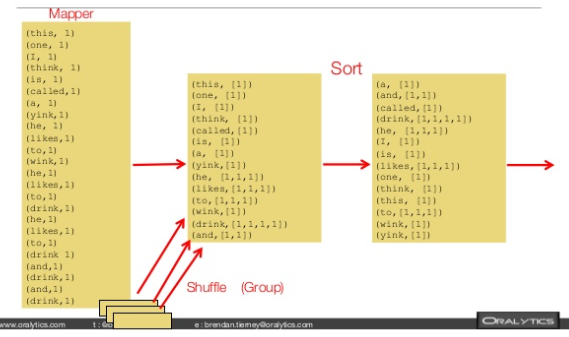 Mapper
(this, 1)
(one, 1)
(I, 1)
(think, 1)
(is, 1)
(called,1)
(a, 1)
(yink,1)
(he, 1)
(likes,1)
(to,1)
(wink,1)
(he,1)
(likes,1)
(to,1)
(drink,1)
(he,1)
(likes,1)
(to,1)
(drink 1)
(and,1)
(drink,1)
(and,1)
(drink,1)
(this, [1])
(one, [1])
(I, [1])
(think, [1])
(called,[1])
(is, [1])
(a, [1])
(yink,[1])
(he, [1,1,1])
(likes,[1,1,1])
(to,[1,1,1])
(wink,[1])
(drink,[1,1,1,1])
(and,[1,1])
Shuffle (Group)
Sort
(a, [1])
(and,[1,1])
(called,[1])
(drink,[1,1,1,1])
(he, [1,1,1])
(I, [1])
(is, [1])
(likes,[1,1,1])
(one, [1])
(think, [1])
(this, [1])
(to,[1,1,1])
(wink,[1])
(yink,[1])
www.oralytics.com t : e : brendan.tierney@oralytics.com
ORALYTICS